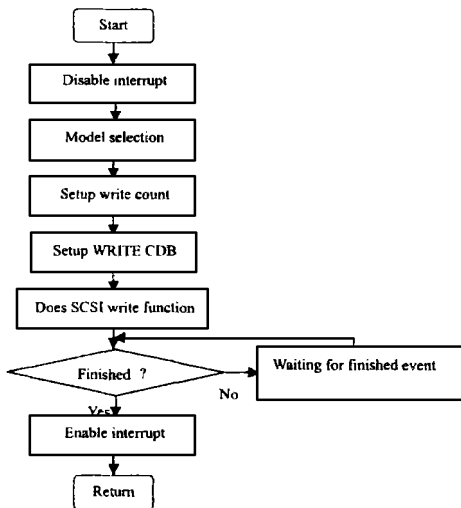 Start
Disable interrupt
Model selection
Setup write count
Setup WRITE CDB
Does SCSI write function
Finished ?
Waiting for finished event
No
Yes
Enable interrupt
Return